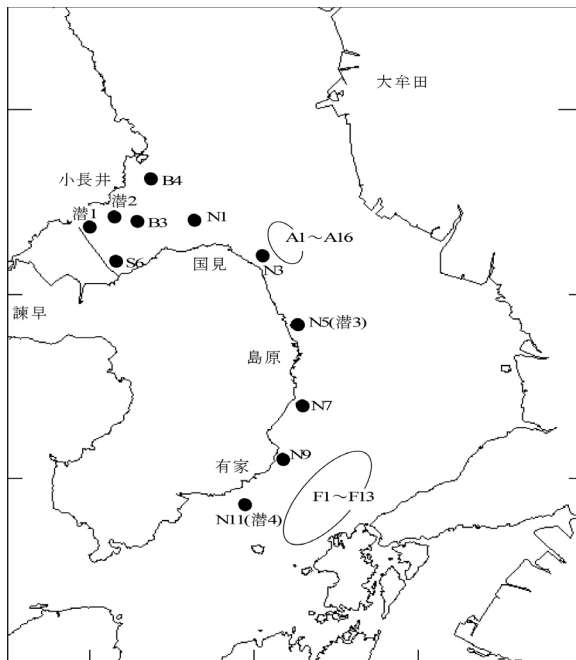 大牟田
小長井
B4
潜2
潜1
B3
N1
A1～A16
S6
国見
N3
諫早
N5(潜3)
島原
N7
有家
N9
F1～F13
N11(潜4)